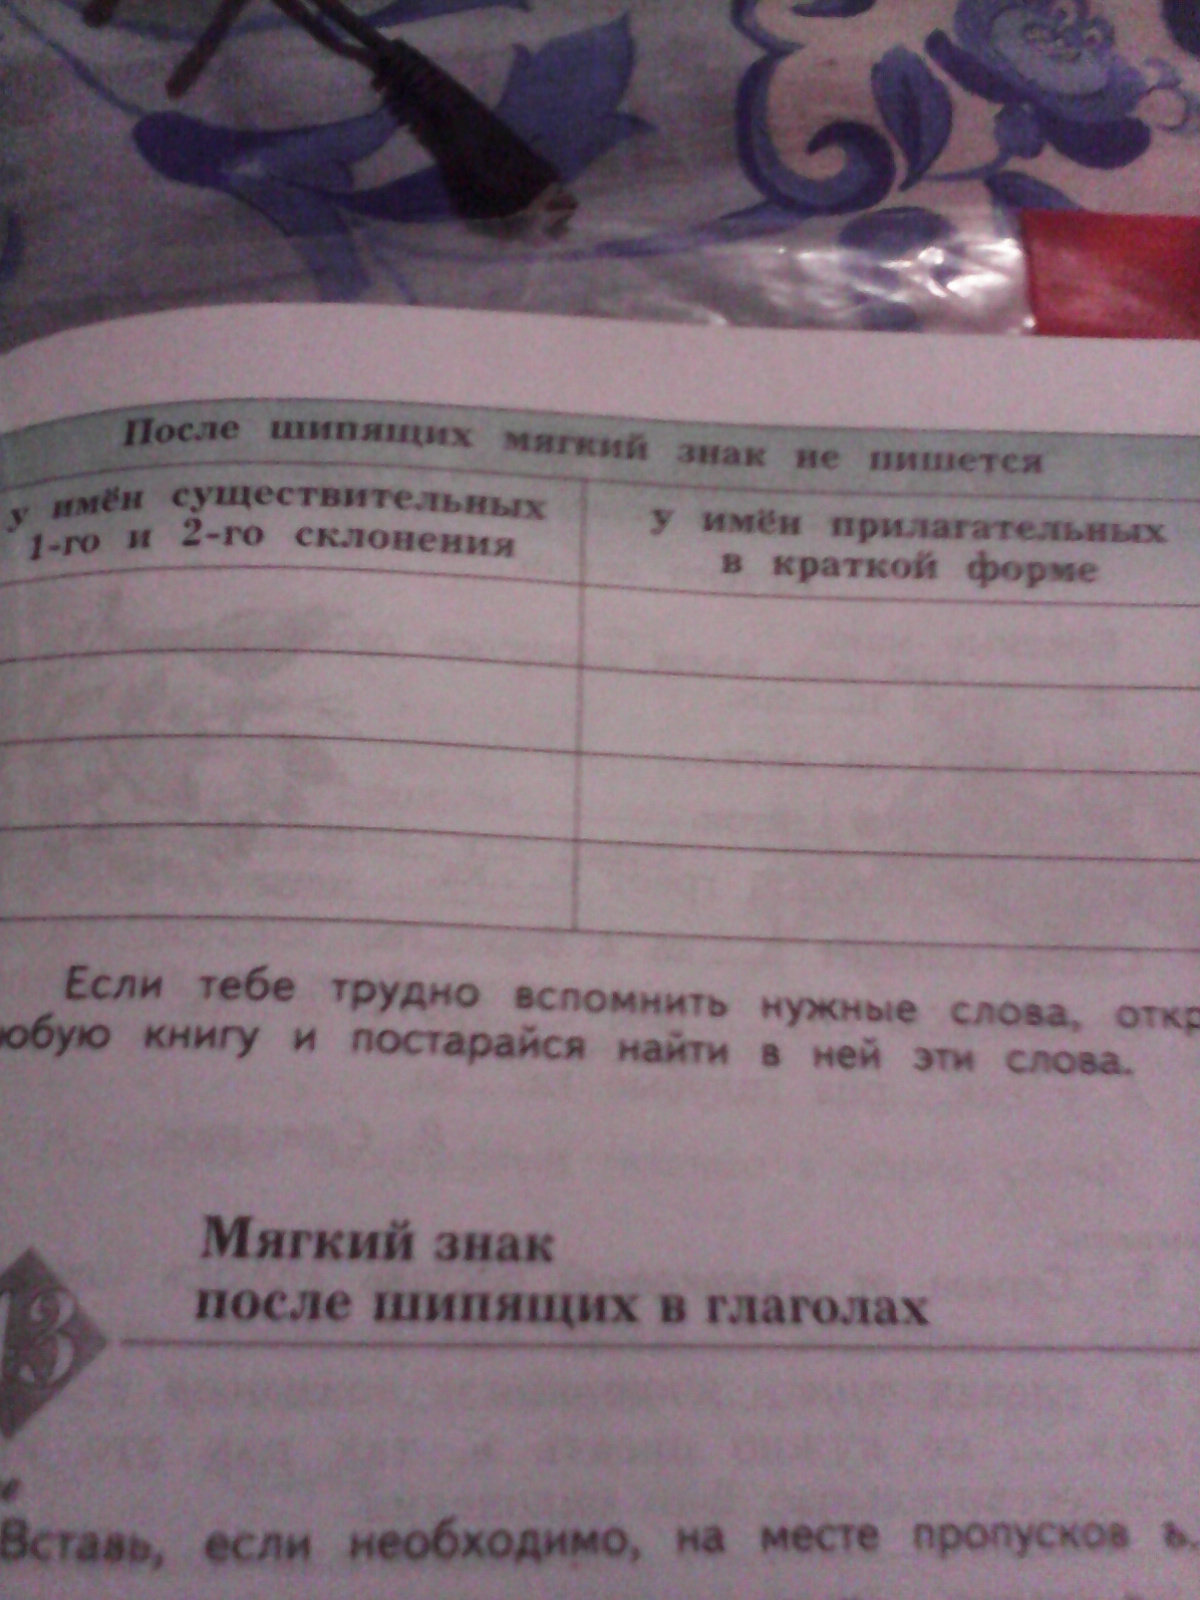 После шипящих мягкий знак не пишется
у имён существительных
1-го и 2-го склонения
у имён прилагательных
в краткой форме
Если тебе трудно вспомнить нужные слова, откр
юбую книгу и постарайся найти в ней эти слова.
Мягкий знак
после шипящих в глаголах
13
Вставь, если необходимо, на месте пропусков ь.